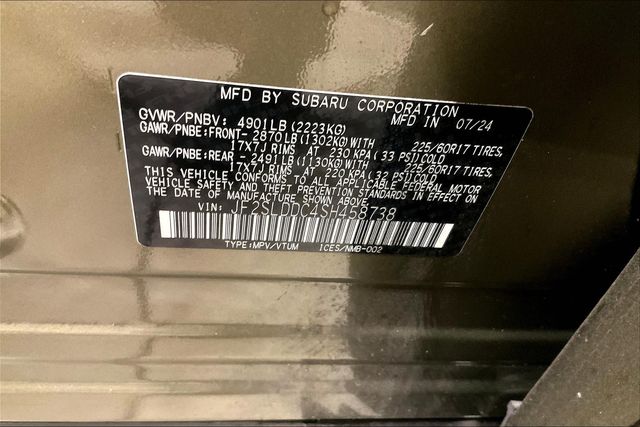 MFD BY SUBARU CORPORATION
GVWR/PNBV: 4901LB(2223KG) MFD IN 07/24
GAWR/PNBE:FRONT- 2870LB(1302KG)WITH 225/60R17 TIRES,
17X7J RIMS AT 230 KPA(33 PSI)COLD
GAWR/PNBE:REAR - 2491LB(1130KG)WITH 225/60R17 TIRES,
17X7J RIMS AT 220 KPA(32 PSI)COLD
THIS VEHICLE CONFORMS TO ALL APPLICABLE FEDERAL MOTOR
VEHICLE SAFETY AND THEFT PREVENTION STANDARDS IN EFFECT ON
THE DATE OF MANUFACTURE SHOWN ABOVE.
VIN: JF2SLDDC4SH458738
TYPE:MPV/VTUM ICES/NMB-002